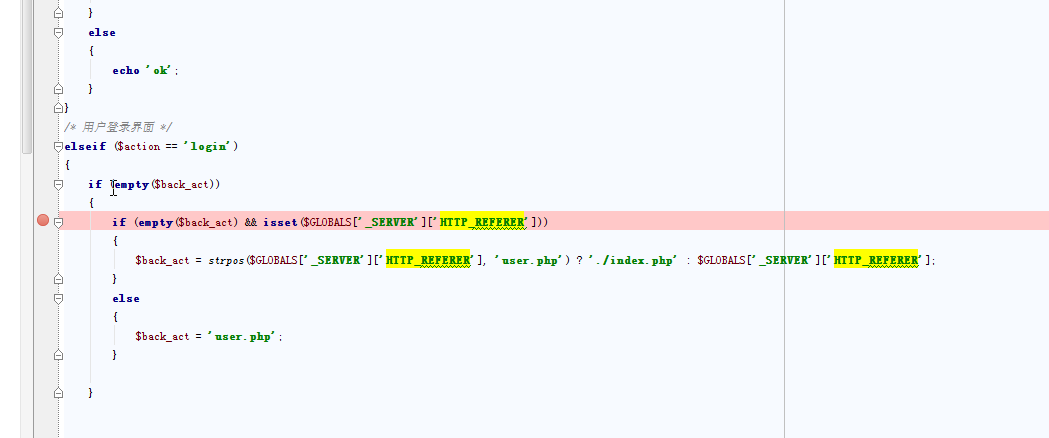 }
else
{
echo 'ok';
}
}
/* 用户登录界面 */
elseif ($action == 'login')
{
if (empty($back_act))
{
if (empty($back_act) && isset($GLOBALS['_SERVER']['HTTP_REFERER']))
{
$back_act = strpos($GLOBALS['_SERVER']['HTTP_REFERER'], 'user.php') ? './index.php' : $GLOBALS['_SERVER']['HTTP_REFERER'];
}
else
{
$back_act = 'user.php';
}
}